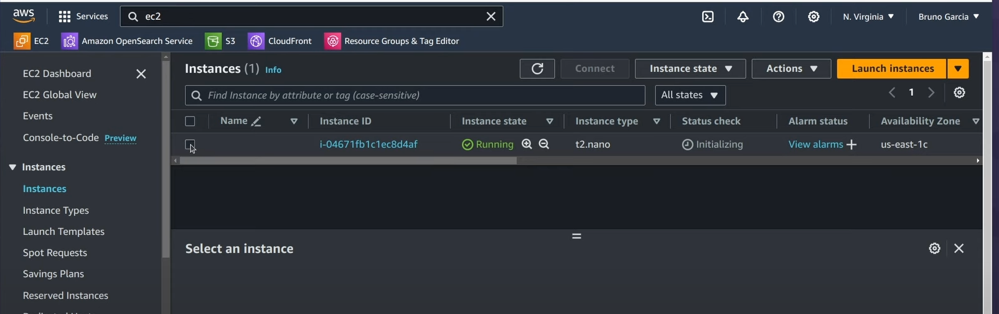 aws
Services
ec2
N. Virginia
Bruno Garcia
EC2
Amazon OpenSearch Service
S3
CloudFront
Resource Groups & Tag Editor
EC2 Dashboard
EC2 Global View
Events
Console-to-Code Preview
Instances
Instances
Instance Types
Launch Templates
Spot Requests
Savings Plans
Reserved Instances
Instances (1) Info
Connect
Instance state
Actions
Launch instances
Find Instance by attribute or tag (case-sensitive)
All states
1
Name
Instance ID
Instance state
Instance type
Status check
Alarm status
Availability Zone
i-04671fb1c1ec8d4af
Running
t2.nano
Initializing
View alarms
us-east-1c
Select an instance